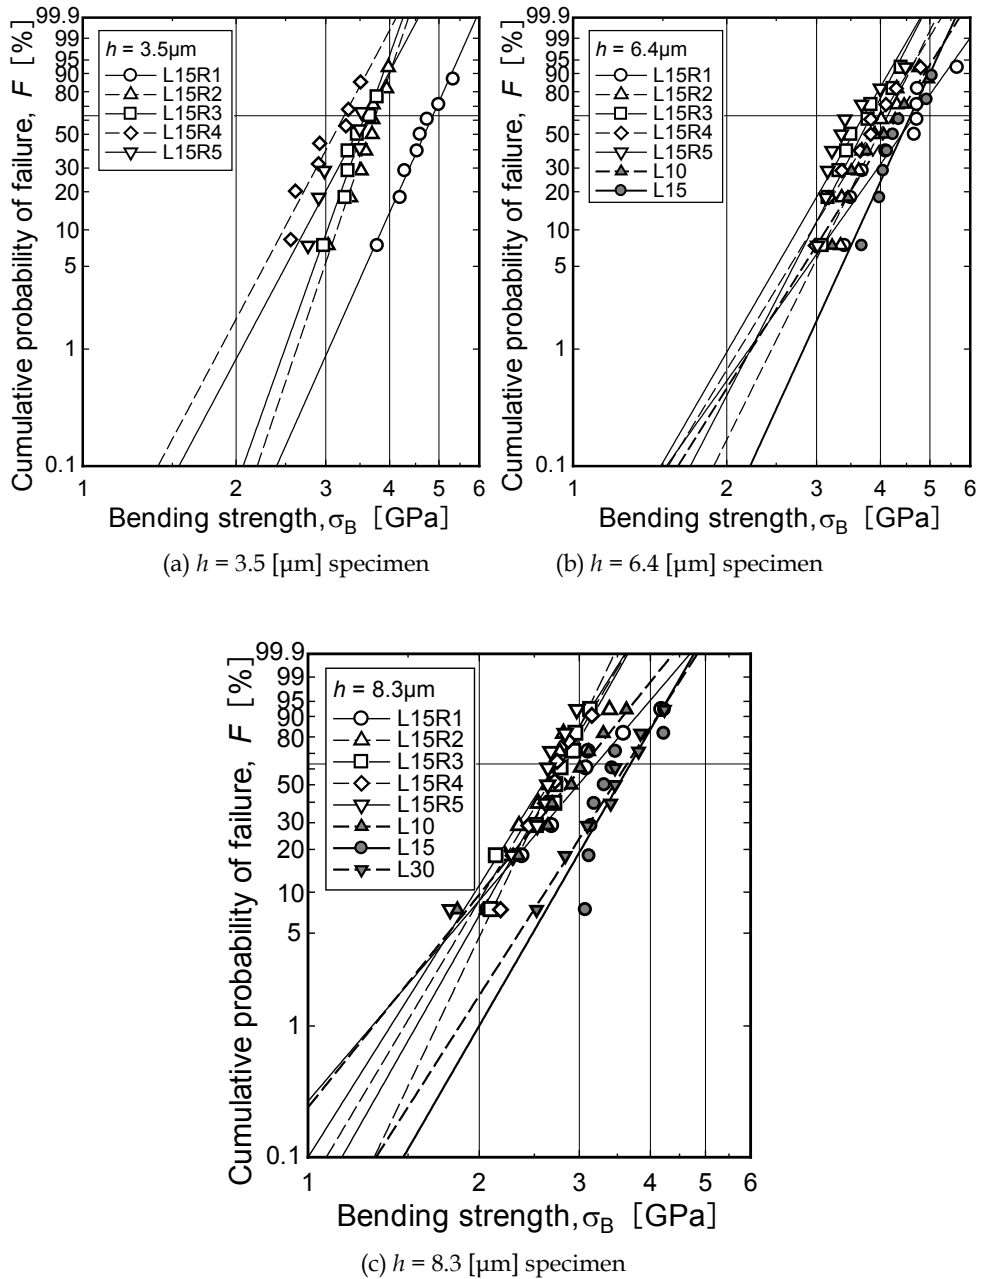 99.9
99
95
90
80
50
30
20
10
5
1
0.1
Cumulative probability of failure, F [%]
h = 3.5μm
L15R1
L15R2
L15R3
L15R4
L15R5
1 2 3 4 5 6
Bending strength,σB [GPa]
(a) h = 3.5 [μm] specimen
99.9
99
95
90
80
50
30
20
10
5
1
0.1
Cumulative probability of failure, F [%]
h = 6.4μm
L15R1
L15R2
L15R3
L15R4
L15R5
L10
L15
1 2 3 4 5 6
Bending strength,σB [GPa]
(b) h = 6.4 [μm] specimen
99.9
99
95
90
80
50
30
20
10
5
1
0.1
Cumulative probability of failure, F [%]
h = 8.3μm
L15R1
L15R2
L15R3
L15R4
L15R5
L10
L15
L30
1 2 3 4 5 6
Bending strength,σB [GPa]
(c) h = 8.3 [μm] specimen